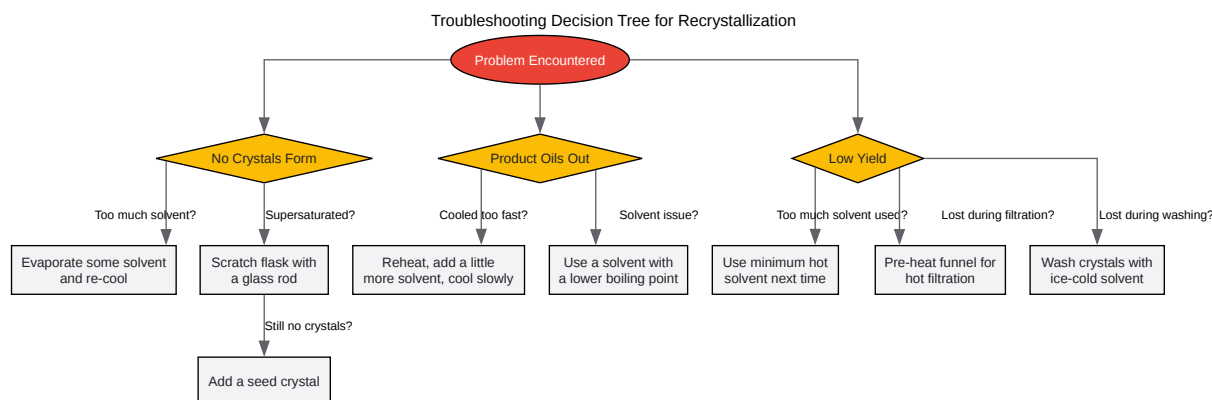 Troubleshooting Decision Tree for Recrystallization
Problem Encountered
No Crystals Form
Product Oils Out
Low Yield
Too much solvent?
Supersaturated?
Cooled too fast?
Solvent issue?
Too much solvent used?
Lost during filtration?
Lost during washing?
Evaporate some solvent
and re-cool
Scratch flask with
a glass rod
Reheat, add a little
more solvent, cool slowly
Use a solvent with
a lower boiling point
Use minimum hot
solvent next time
Pre-heat funnel for
hot filtration
Wash crystals with
ice-cold solvent
Still no crystals?
Add a seed crystal